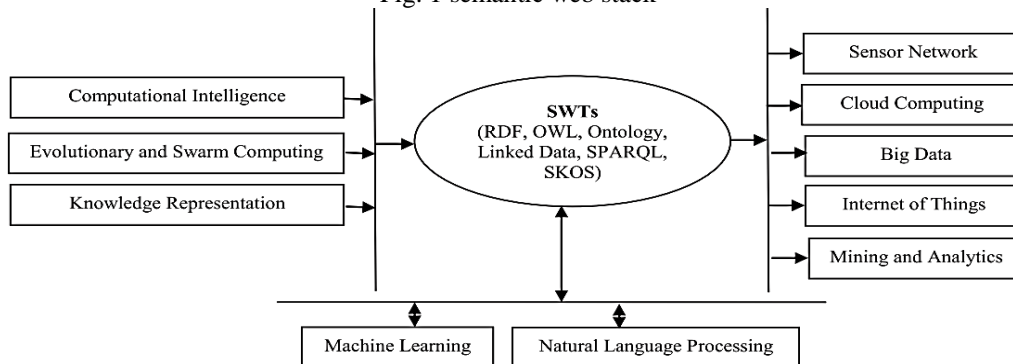 Fig. 1 semantic web stack
Computational Intelligence
Evolutionary and Swarm Computing
Knowledge Representation
SWTs
(RDF, OWL, Ontology,
Linked Data, SPARQL,
SKOS)
Sensor Network
Cloud Computing
Big Data
Internet of Things
Mining and Analytics
Machine Learning
Natural Language Processing